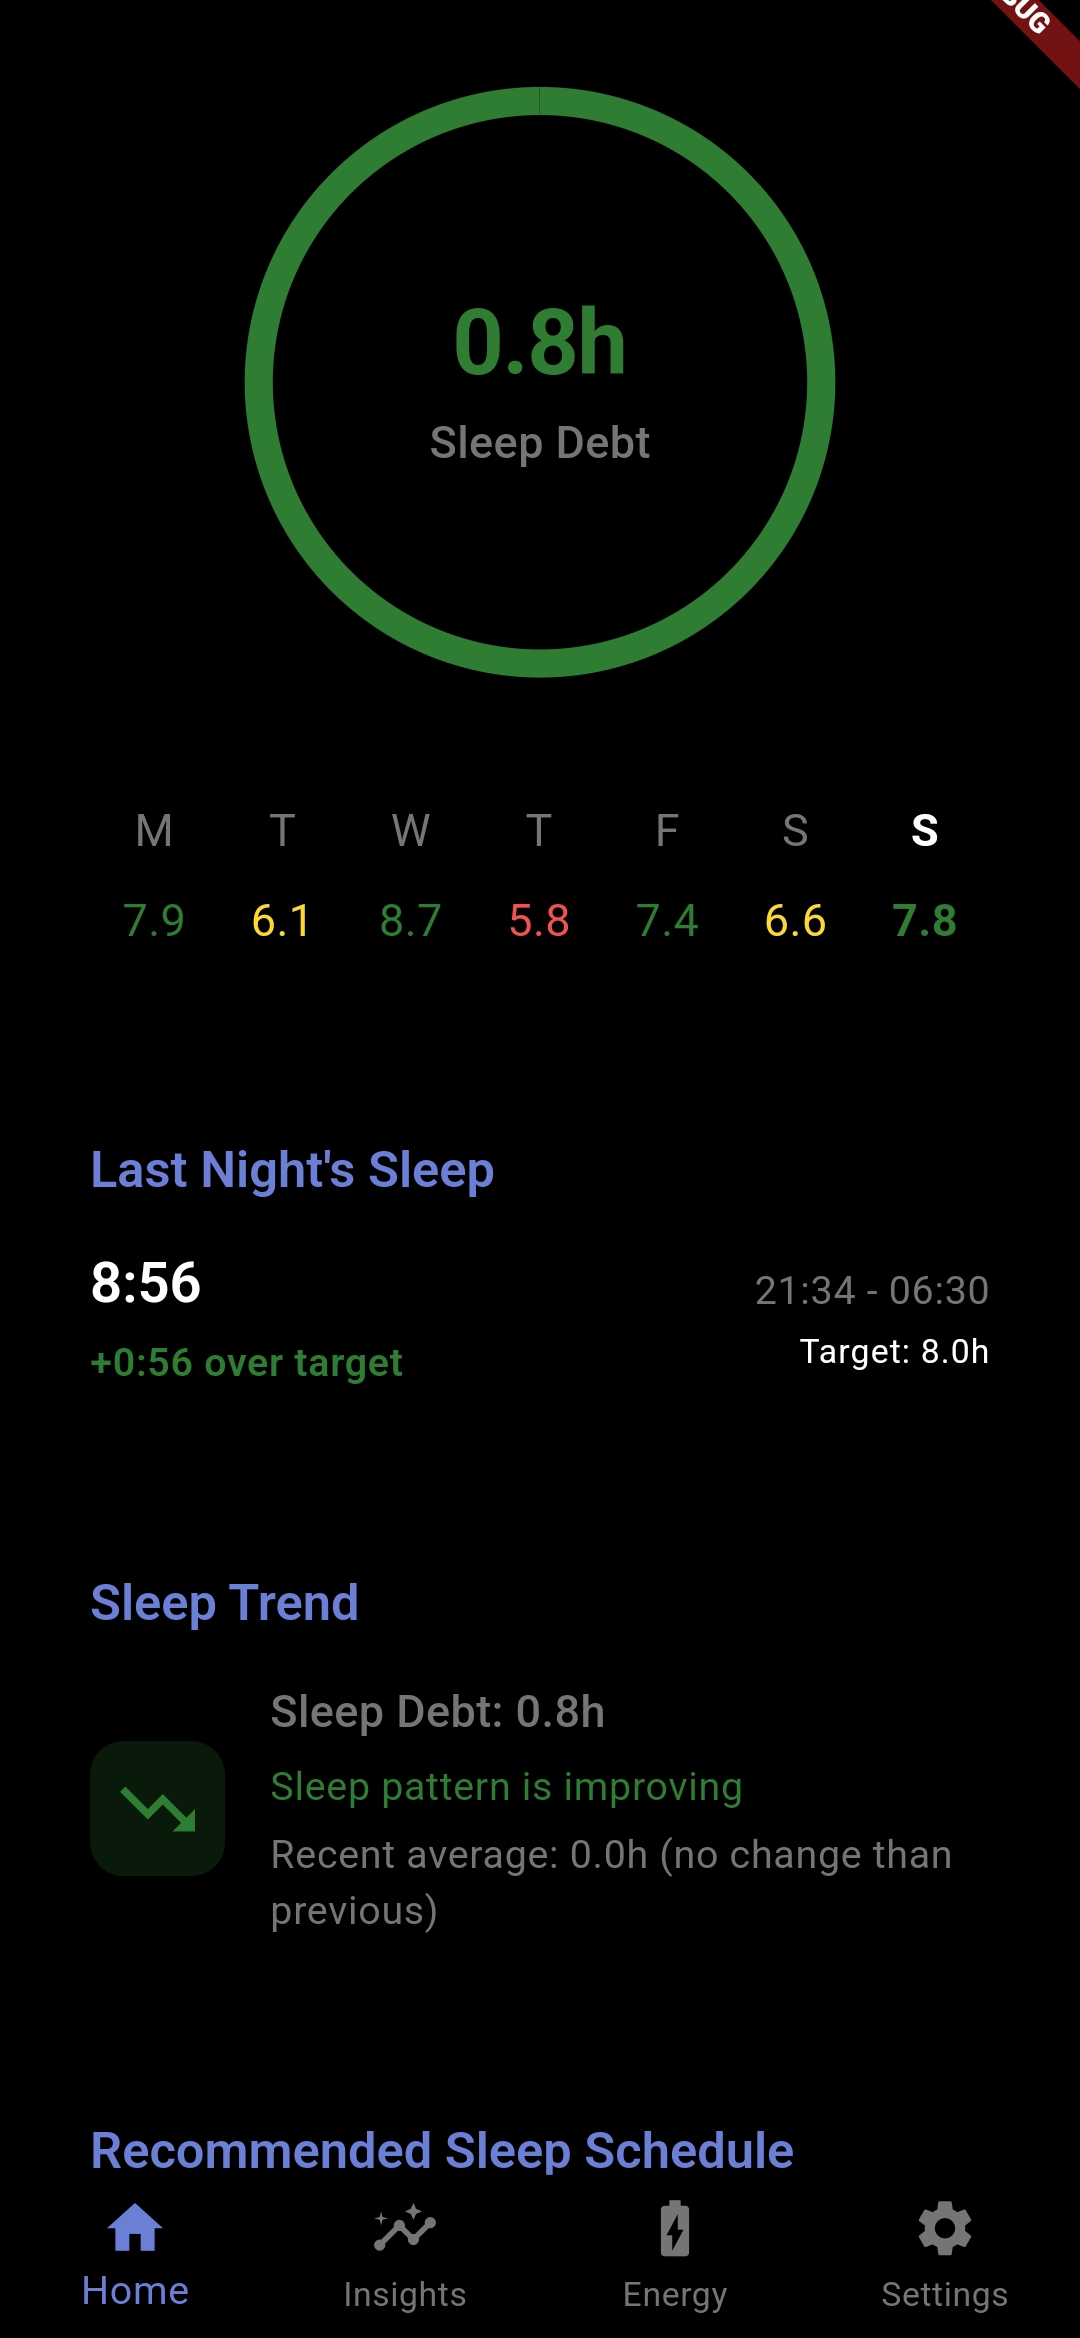 0.8h
Sleep Debt
M T W T F S S
7.9 6.1 8.7 5.8 7.4 6.6 7.8
Last Night's Sleep
8:56
21:34 - 06:30
+0:56 over target
Target: 8.0h
Sleep Trend
Sleep Debt: 0.8h
Sleep pattern is improving
Recent average: 0.0h (no change than
previous)
Recommended Sleep Schedule
Home Insights Energy Settings